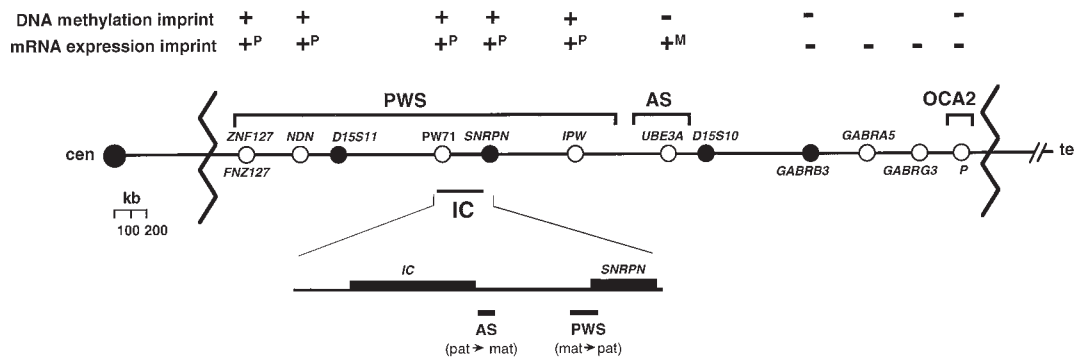 DNA methylation imprint + + + + + - - -
mRNA expression imprint +P +P +P +P +P +M - - - -
PWS AS OCA2
ZNF127 NDN D15S11 PW71 SNRPN IPW UBE3A D15S10 GABRA5
cen te
FNZ127 GABRB3 GABRG3 P
kb
100 200
IC
IC SNRPN
AS PWS
(pat→mat) (mat→pat)